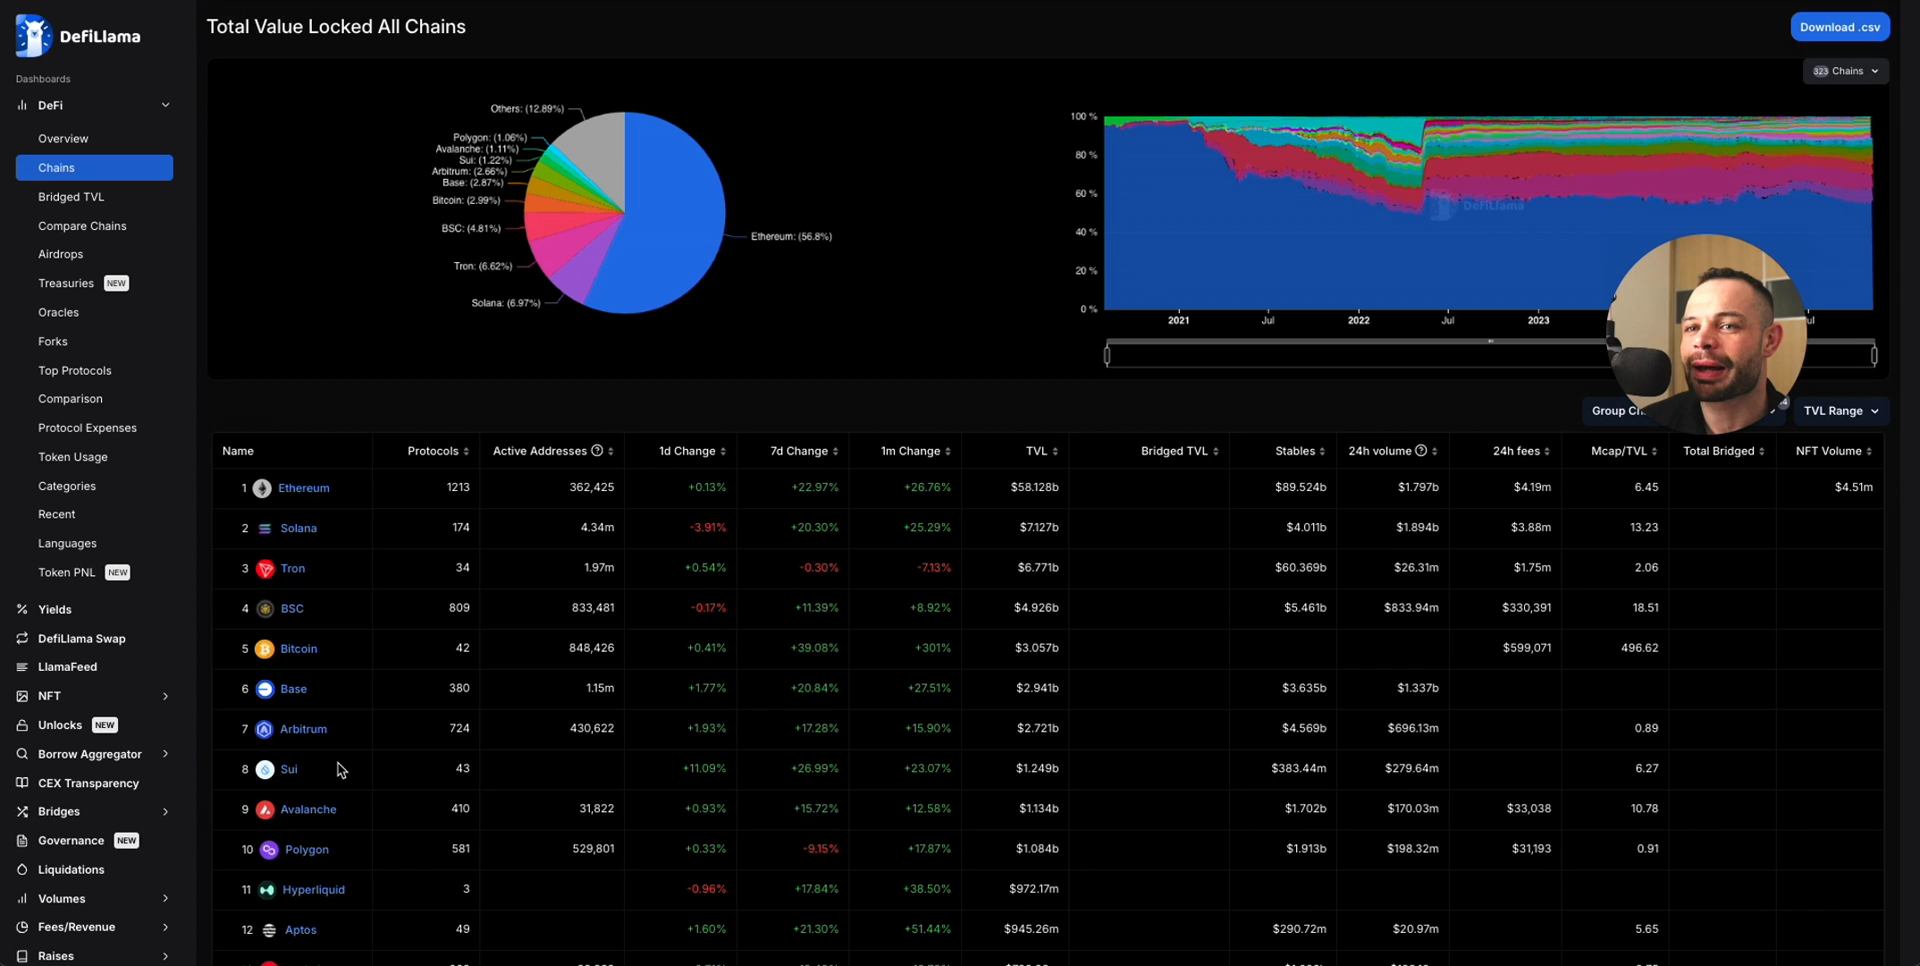 DefiLlama
Dashboards
DeFi
Overview
Chains
Bridged TVL
Compare Chains
Airdrops
Treasuries NEW
Oracles
Forks
Top Protocols
Comparison
Protocol Expenses
Token Usage
Categories
Recent
Languages
Token PNL NEW
Yields
DefiLlama Swap
LlamaFeed
NFT
Unlocks NEW
Borrow Aggregator
CEX Transparency
Bridges
Governance NEW
Liquidations
Volumes
Fees/Revenue
Raises
Total Value Locked All Chains
Download .csv
323 Chains
Others: (12.89%)
Polygon: (1.06%)
Avalanche: (1.11%)
Sui: (1.22%)
Arbitrum: (2.66%)
Base: (2.87%)
Bitcoin: (2.99%)
BSC: (4.81%)
Tron: (6.62%)
Solana: (6.97%)
Ethereum: (56.8%)
100 %
80 %
60 %
40 %
20 %
0 %
DefiLlama
2021 Jul 2022 Jul 2023
Group TVL Range
Name Protocols Active Addresses ? 1d Change 7d Change 1m Change TVL Bridged TVL Stables 24h volume ? 24h fees Mcap/TVL Total Bridged NFT Volume
1 Ethereum 1213 362,425 +0.13% +22.97% +26.76% $58.128b $89.524b $1.797b $4.19m 6.45 $4.51m
2 Solana 174 4.34m -3.91% +20.30% +25.29% $7.127b $4.011b $1.894b $3.88m 13.23
3 Tron 34 1.97m +0.54% -0.30% -7.13% $6.771b $60.369b $26.31m $1.75m 2.06
4 BSC 809 833,481 -0.17% +11.39% +8.92% $4.926b $5.461b $833.94m $330,391 18.51
5 Bitcoin 42 848,426 +0.41% +39.08% +301% $3.057b $599,071 496.62
6 Base 380 1.15m +1.77% +20.84% +27.51% $2.941b $3.635b $1.337b
7 Arbitrum 724 430,622 +1.93% +17.28% +15.90% $2.721b $4.569b $696.13m 0.89
8 Sui 43 +11.09% +26.99% +23.07% $1.249b $383.44m $279.64m 6.27
9 Avalanche 410 31,822 +0.93% +15.72% +12.58% $1.134b $1.702b $170.03m $33,038 10.78
10 Polygon 581 529,801 +0.33% -9.15% +17.87% $1.084b $1.913b $198.32m $31,193 0.91
11 Hyperliquid 3 -0.96% +17.84% +38.50% $972.17m
12 Aptos 49 +1.60% +21.30% +51.44% $945.26m $290.72m $20.97m 5.65